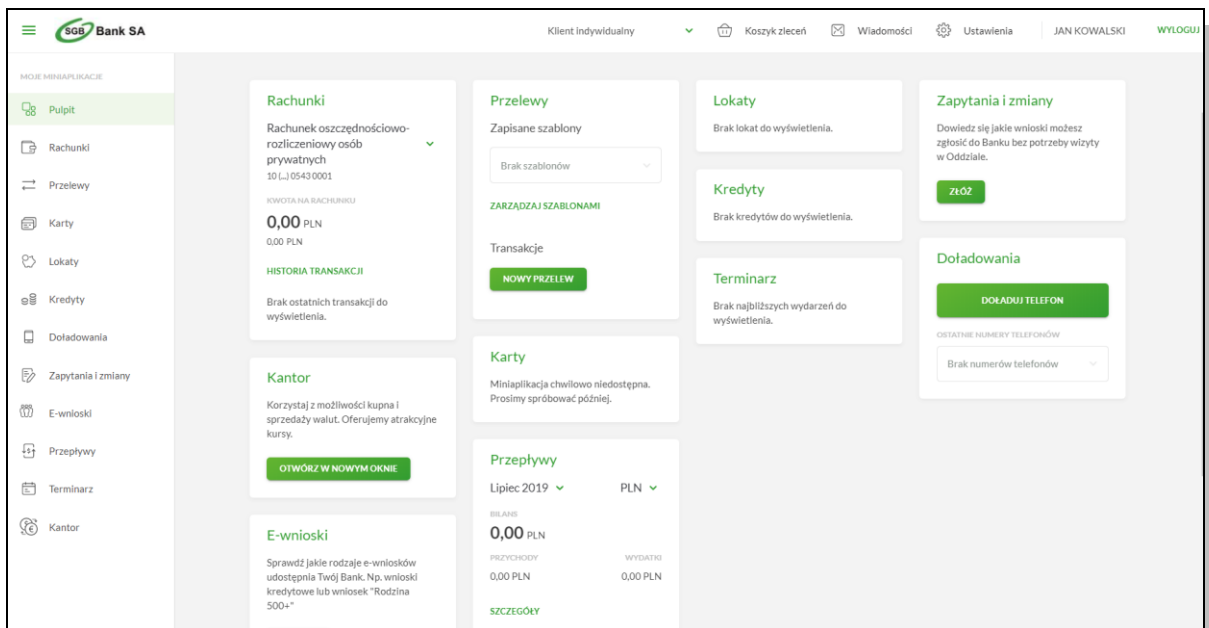 SGB Bank SA
Klient indywidualny
Koszyk zleceń
Wiadomości
Ustawienia
JAN KOWALSKI
WYLOGUJ
MOJE MINIAPLIKACJE
Pulpit
Rachunki
Przelewy
Karty
Lokaty
Kredyty
Doładowania
Zapytania i zmiany
E-wnioski
Przepływy
Terminarz
Kantor
Rachunki
Rachunek oszczędnościowo-
rozliczeniowy osób
prywatnych
10 (...) 0543 0001
KWOTA NA RACHUNKU
0,00 PLN
0,00 PLN
HISTORIA TRANSAKCJI
Brak ostatnich transakcji do
wyświetlenia.
Kantor
Korzystaj z możliwości kupna i
sprzedaży walut. Oferujemy atrakcyjne
kursy.
OTWÓRZ W NOWYM OKNIE
E-wnioski
Sprawdź jakie rodzaje e-wniosków
udostępnia Twój Bank. Np. wnioski
kredytowe lub wniosek "Rodzina
500+"
Przelewy
Zapisane szablony
Brak szablonów
ZARZĄDZAJ SZABLONAMI
Transakcje
NOWY PRZELEW
Karty
Miniaplikacja chwilowo niedostępna.
Prosimy spróbować później.
Przepływy
Lipiec 2019 PLN
BILANS
0,00 PLN
PRZYCHODY WYDATKI
0,00 PLN 0,00 PLN
SZCZEGÓŁY
Lokaty
Brak lokat do wyświetlenia.
Kredyty
Brak kredytów do wyświetlenia.
Terminarz
Brak najbliższych wydarzeń do
wyświetlenia.
Zapytania i zmiany
Dowiedz się jakie wnioski możesz
zgłosić do Banku bez potrzeby wizyty
w Oddziale.
ZŁÓŻ
Doładowania
DOŁADUJ TELEFON
OSTATNIE NUMERY TELEFONÓW
Brak numerów telefonów